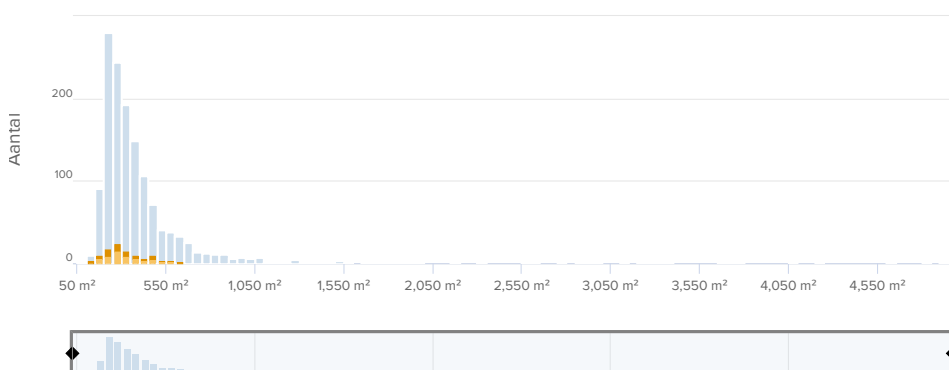 Aantal
200
100
0
50 m²
550 m²
1,050 m²
1,550 m²
2,050 m²
2,550 m²
3,050 m²
3,550 m²
4,050 m²
4,550 m²